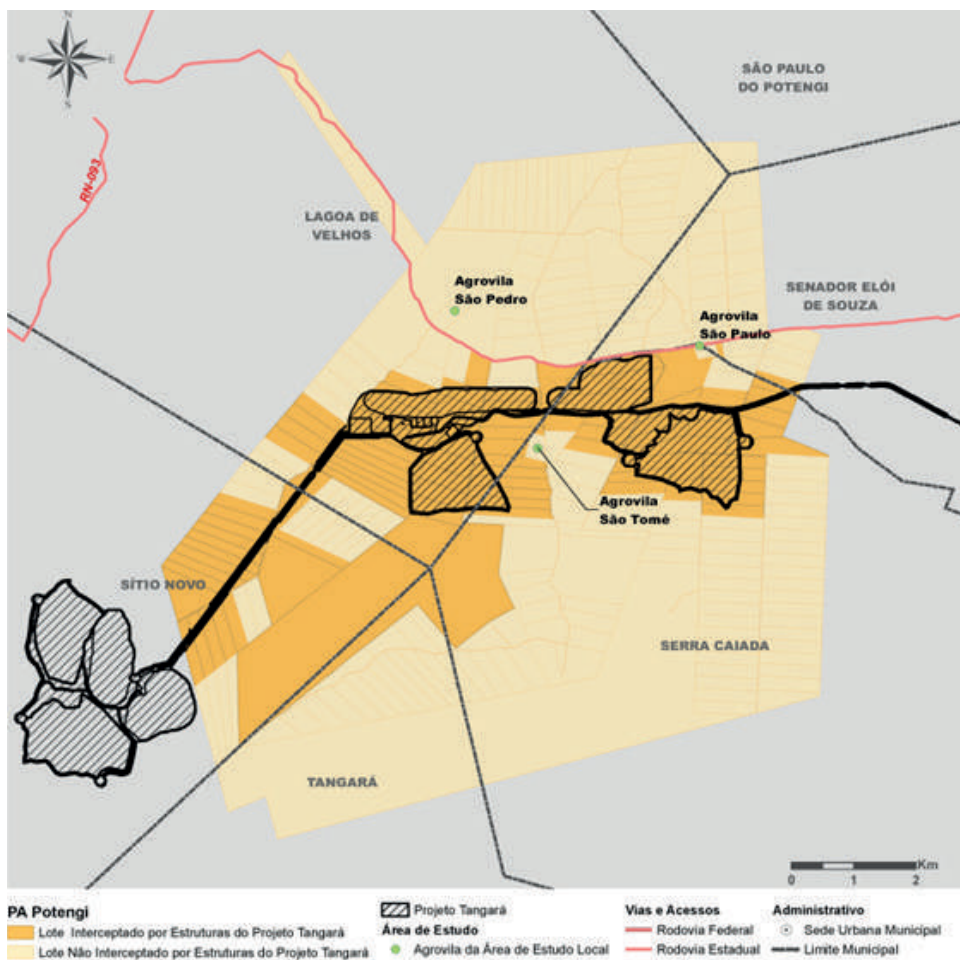 N
W
E
S
SÃO PAULO
DO POTENGI
RN-093
LAGOA DE
VELHOS
Agrovila
São Pedro
SENADOR ELÓI
DE SOUZA
Agrovila
São Paulo
Agrovila
São Tomé
SÍTIO NOVO
SERRA CAIADA
TANGARÁ
Km
0 1 2
PA Potengi
Lote Interceptado por Estruturas do Projeto Tangará
Lote Não Interceptado por Estruturas do Projeto Tangará
Projeto Tangará
Área de Estudo
Agrovila da Área de Estudo Local
Vias e Acessos
Rodovia Federal
Rodovia Estadual
Administrativo
Sede Urbana Municipal
Limite Municipal